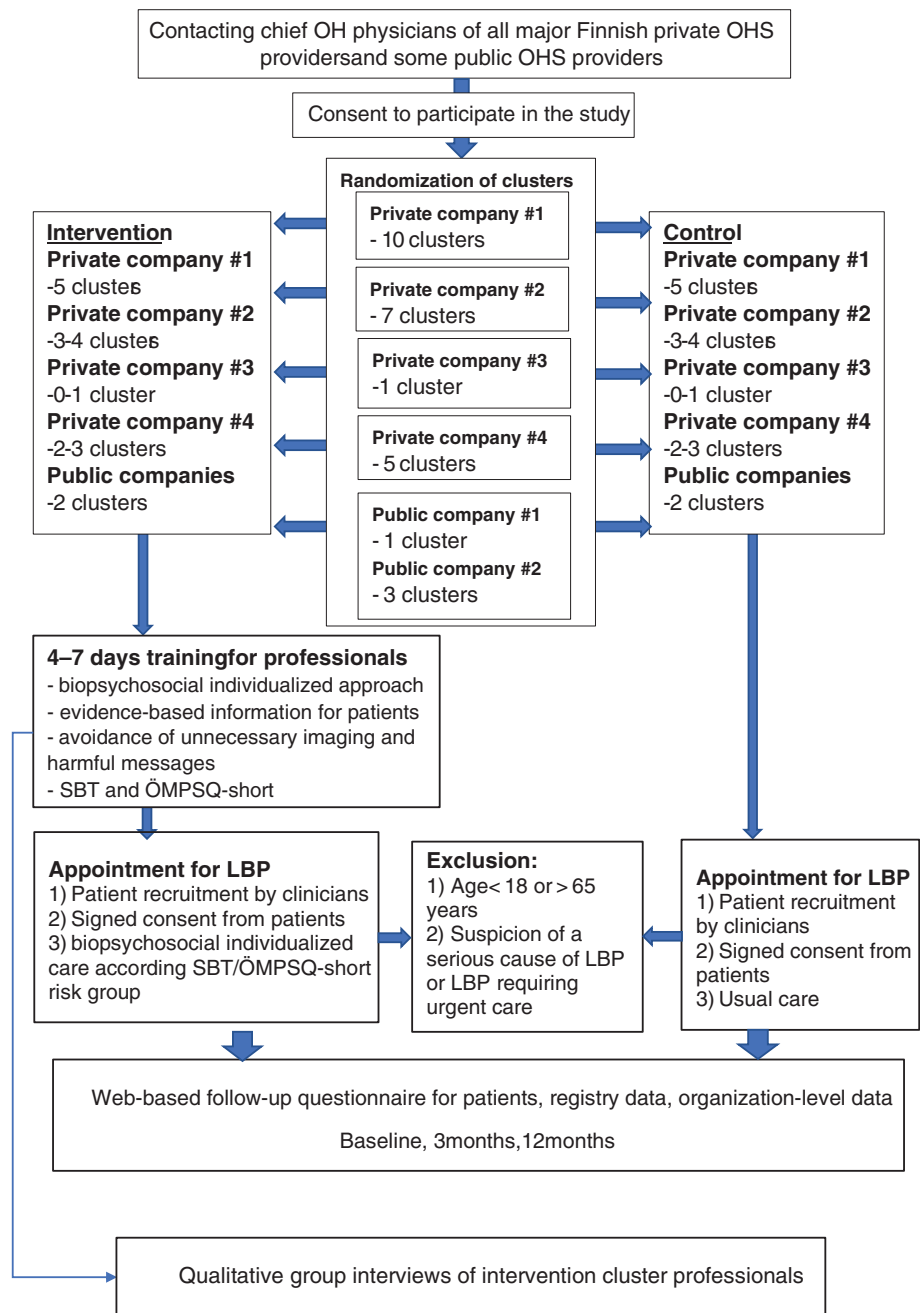 Contacting chief OH physicians of all major Finnish private OHS
providersand some public OHS providers
Consent to participate in the study
Randomization of clusters
Private company #1
- 10 clusters
Private company #2
- 7 clusters
Private company #3
-1 cluster
Private company #4
- 5 clusters
Public company #1
- 1 cluster
Public company #2
- 3 clusters
Intervention
Private company #1
-5 clusters
Private company #2
-3-4 clusters
Private company #3
-0-1 cluster
Private company #4
-2-3 clusters
Public companies
-2 clusters
Control
Private company #1
-5 clusters
Private company #2
-3-4 clusters
Private company #3
-0-1 cluster
Private company #4
-2-3 clusters
Public companies
-2 clusters
4–7 days trainingfor professionals
- biopsychosocial individualized approach
- evidence-based information for patients
- avoidance of unnecessary imaging and
harmful messages
- SBT and ÖMPSQ-short
Appointment for LBP
1) Patient recruitment by clinicians
2) Signed consent from patients
3) biopsychosocial individualized
care according SBT/ÖMPSQ-short
risk group
Exclusion:
1) Age< 18 or > 65
years
2) Suspicion of a
serious cause of LBP
or LBP requiring
urgent care
Appointment for LBP
1) Patient recruitment
by clinicians
2) Signed consent from
patients
3) Usual care
Web-based follow-up questionnaire for patients, registry data, organization-level data
Baseline, 3months,12months
Qualitative group interviews of intervention cluster professionals